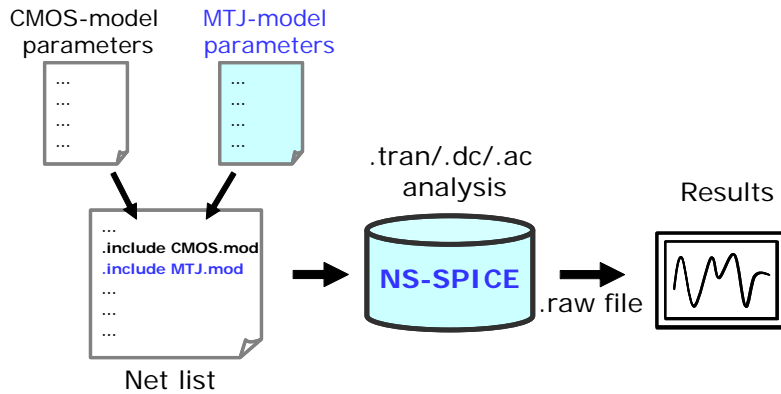 CMOS-model
parameters
MTJ-model
parameters
...
...
...
...
...
...
...
...
...
.include CMOS.mod
.include MTJ.mod
...
...
...
Net list
.tran/.dc/.ac
analysis
NS-SPICE
.raw file
Results